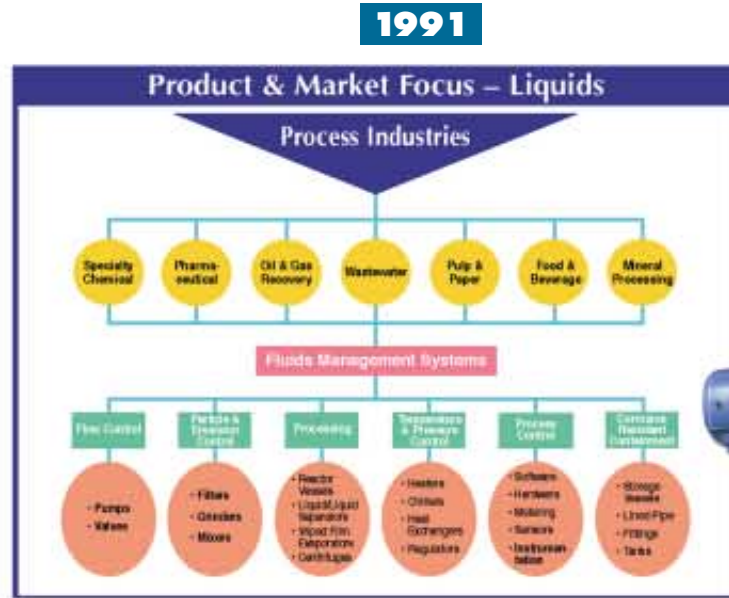 1991
Product & Market Focus – Liquids
Process Industries
Specialty
Chemical
Pharma-
ceutical
Oil & Gas
Recovery
Wastewater
Pulp &
Paper
Food &
Beverage
Mineral
Processing
Fluids Management Systems
Flow Control
Particle &
Control
Processing
Temperature
& Pressure
Control
Process
Control
Corrosion
Resistant
Containment
• Pumps
• Valves
• Filters
• Grinders
• Mixers
• Reactor
Vessels
• Liquid/Liquid
Separators
• Wiped Film
Evaporators
• Centrifuges
• Heaters
• Chillers
• Heat
Exchangers
• Regulators
• Software
• Hardware
• Metering
• Sensors
• Instrumen
tation
• Storage
Vessels
• Lined Pipe
• Fittings
• Tanks